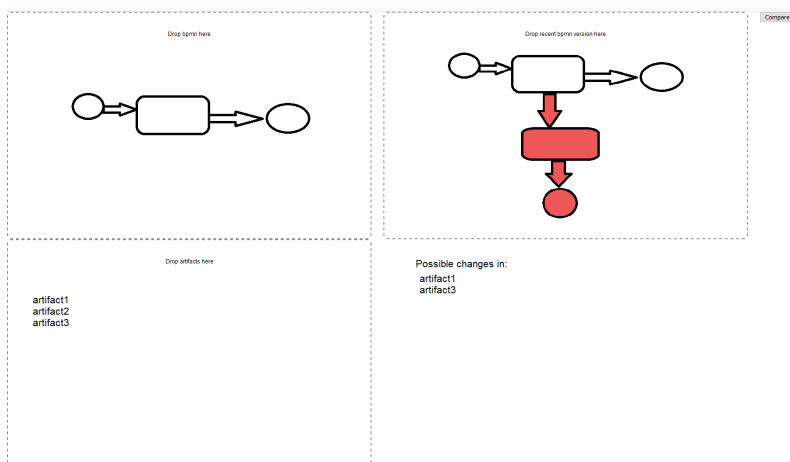 Drop bpmn here
Drop recent bpmn version here
Compare
Drop artifacts here
artifact1
artifact2
artifact3
Possible changes in:
artifact1
artifact3